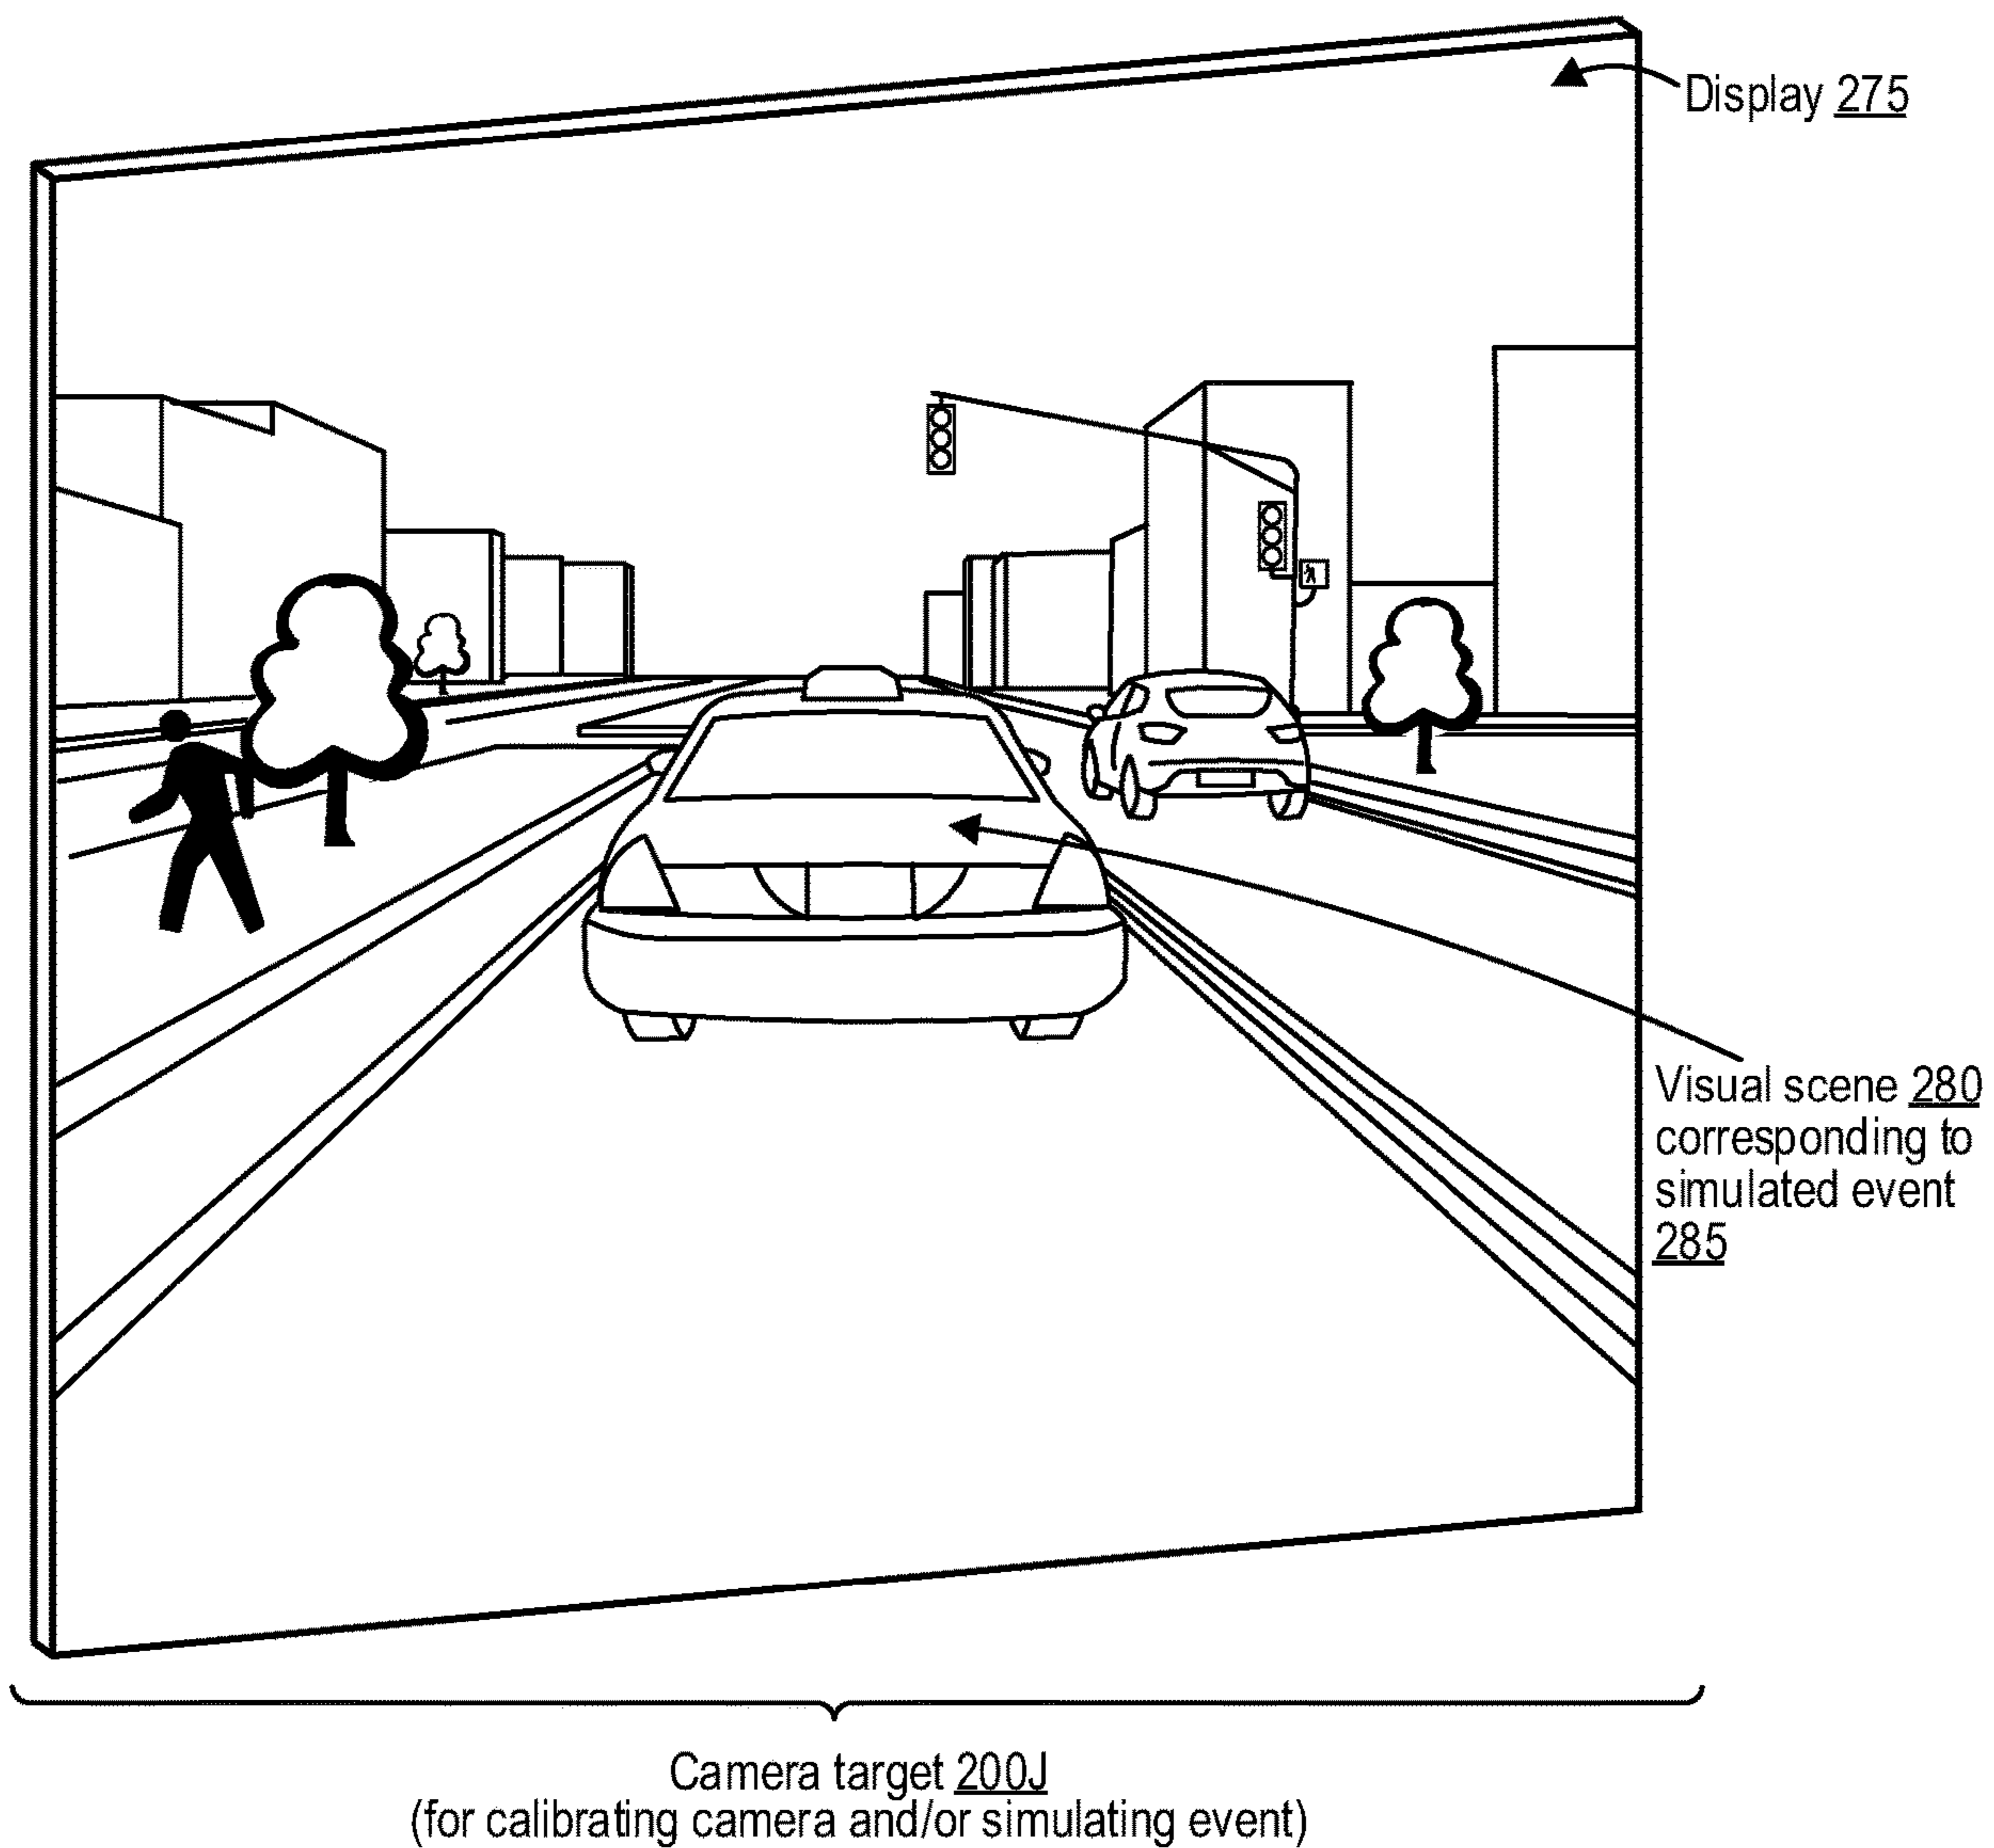 Display 275
Visual scene 280
corresponding to
simulated event
285
Camera target 200J
(for calibrating camera and/or simulating event)